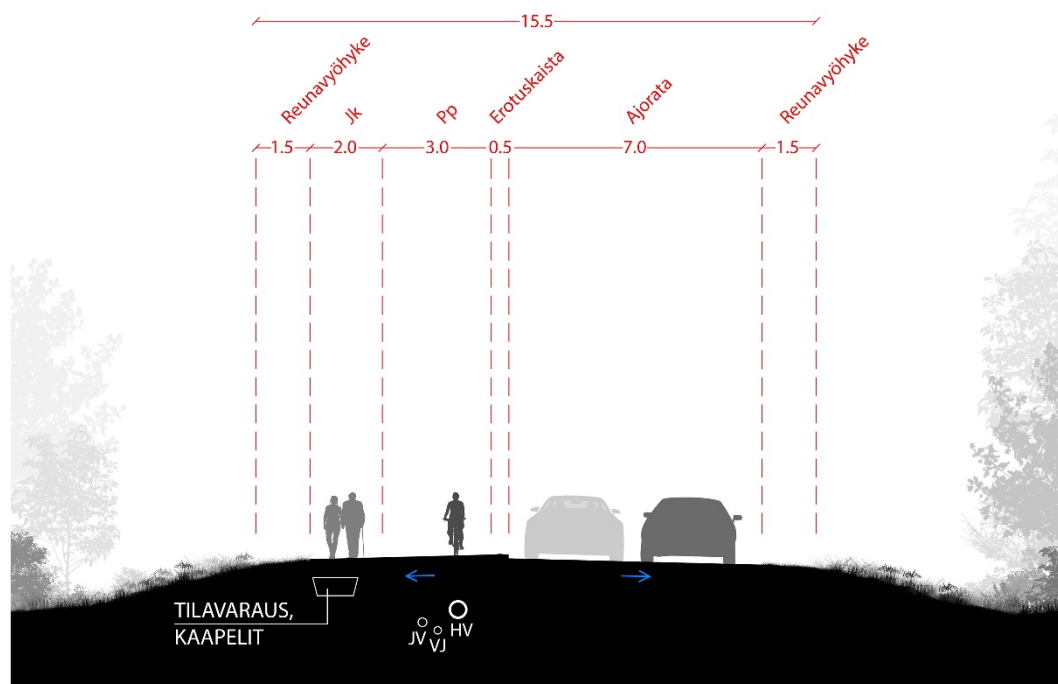 15.5
Reunavyöhyke
Jk
Pp
Erotuskaista
Ajorata
Reunavyöhyke
1.5 2.0 3.0 0.5 7.0 1.5
TILAVARAUS,
KAAPELIT
JV
VJ
HV